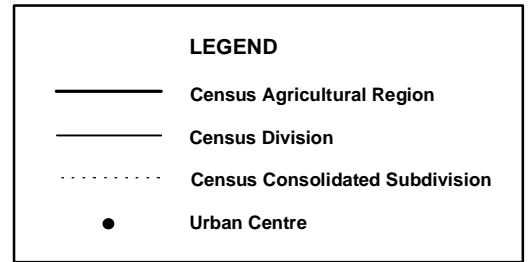 LEGEND
Census Agricultural Region
Census Division
Census Consolidated Subdivision
Urban Centre